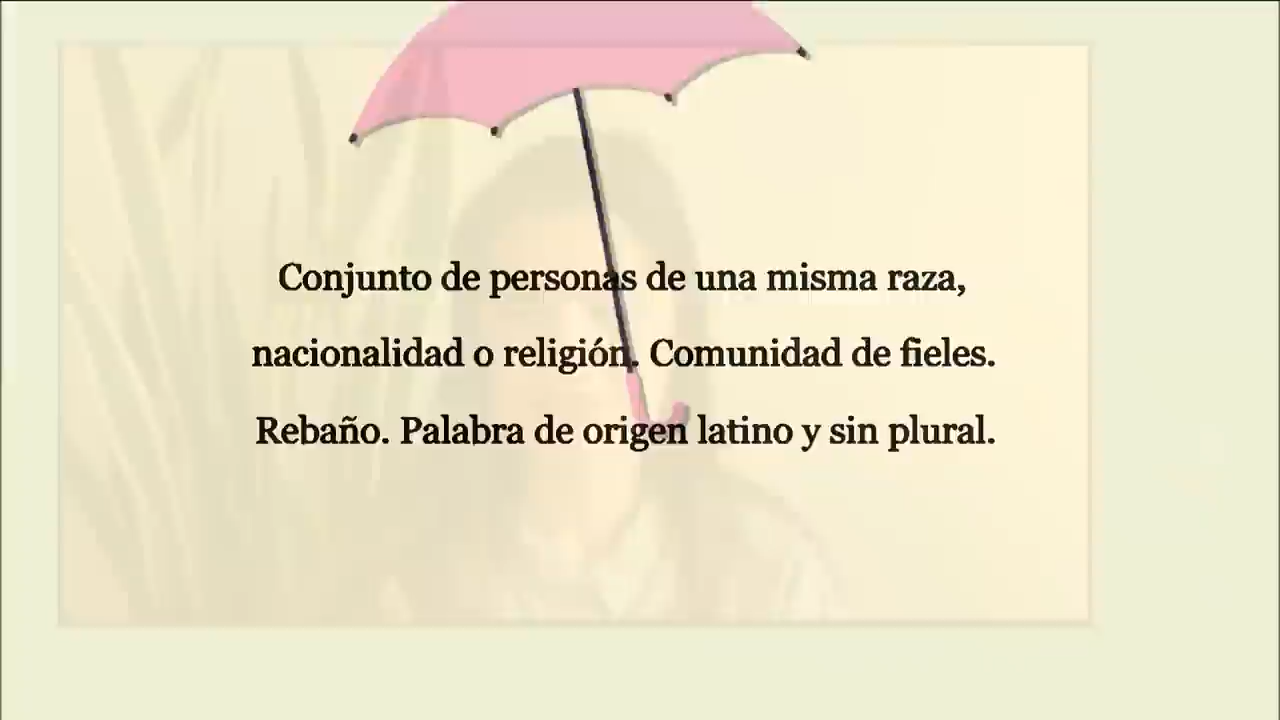 Conjunto de personas de una misma raza,
nacionalidad o religión. Comunidad de fieles.
Rebaño. Palabra de origen latino y sin plural.